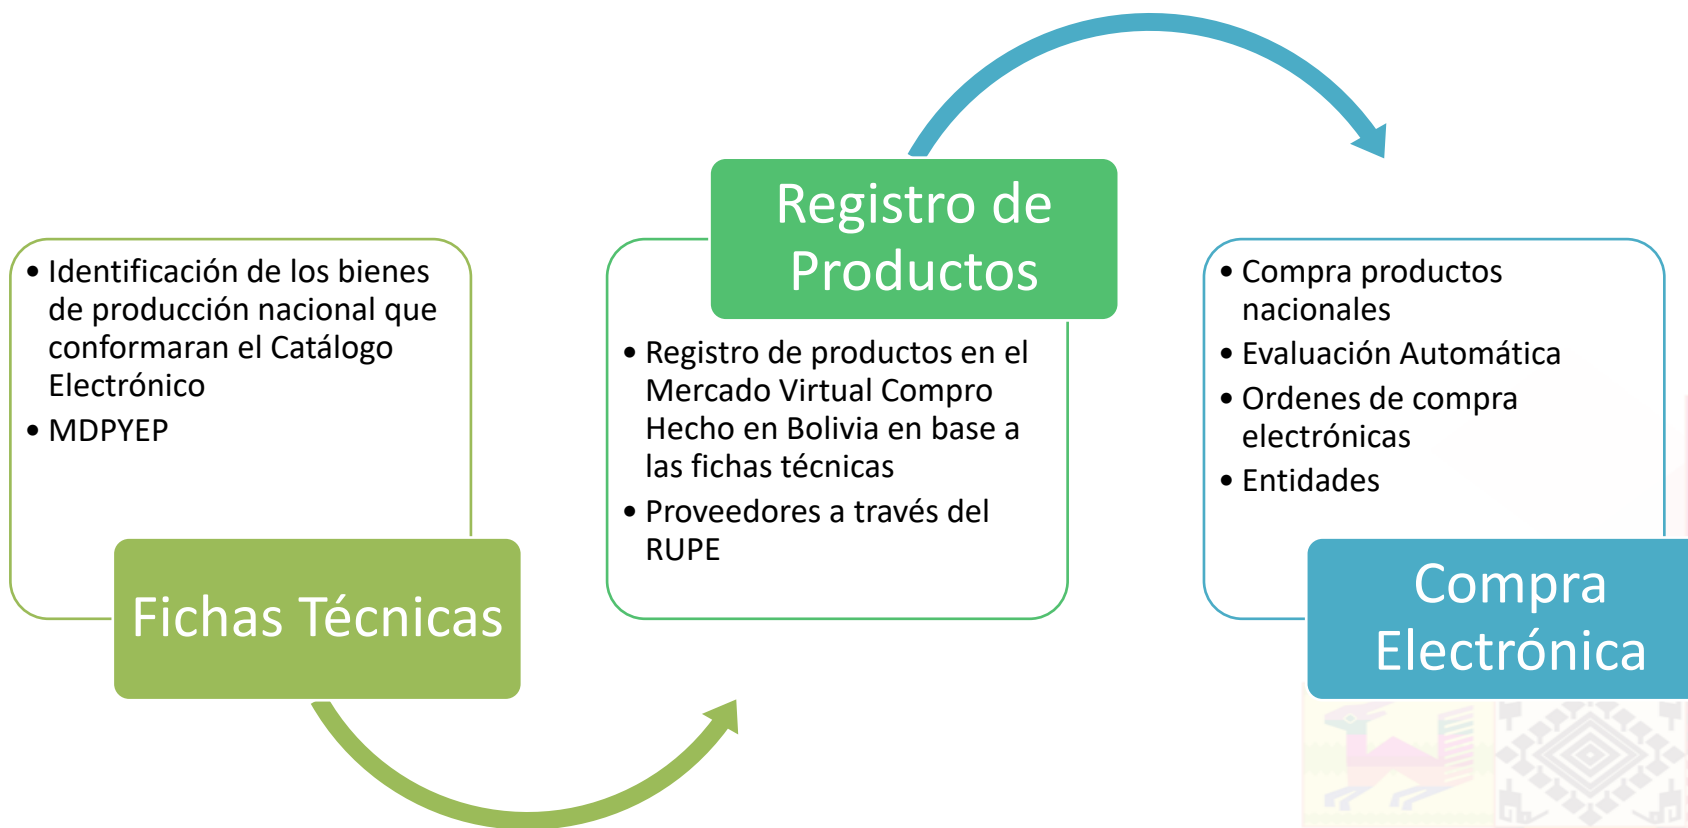 • Identificación de los bienes
de producción nacional que
conformaran el Catálogo
Electrónico
• MDPYEP
Fichas Técnicas
Registro de
Productos
• Registro de productos en el
Mercado Virtual Compro
Hecho en Bolivia en base a
las fichas técnicas
• Proveedores a través del
RUPE
• Compra productos
nacionales
• Evaluación Automática
• Ordenes de compra
electrónicas
• Entidades
Compra
Electrónica